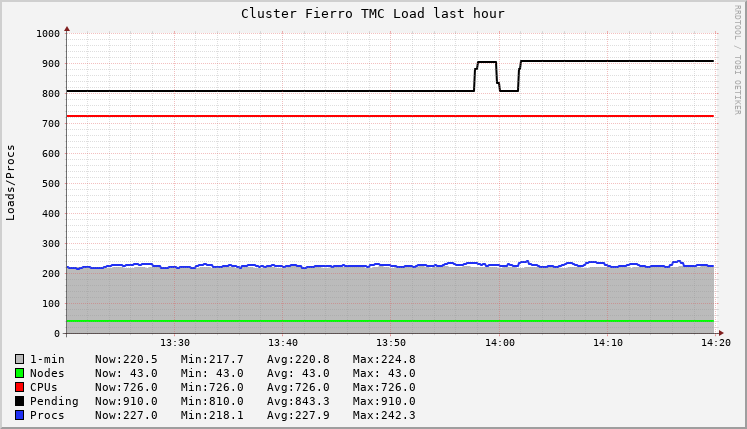 Cluster Fierro TMC Load last hour
RRDTOOL / TOBI OETIKER
Loads/Procs
1000
900
800
700
600
500
400
300
200
100
0
13:30 13:40 13:50 14:00 14:10 14:20
1-min Now:220.5 Min:217.7 Avg:220.8 Max:224.8
Nodes Now: 43.0 Min: 43.0 Avg: 43.0 Max: 43.0
CPUs Now:726.0 Min:726.0 Avg:726.0 Max:726.0
Pending Now:910.0 Min:810.0 Avg:843.3 Max:910.0
Procs Now:227.0 Min:218.1 Avg:227.9 Max:242.3